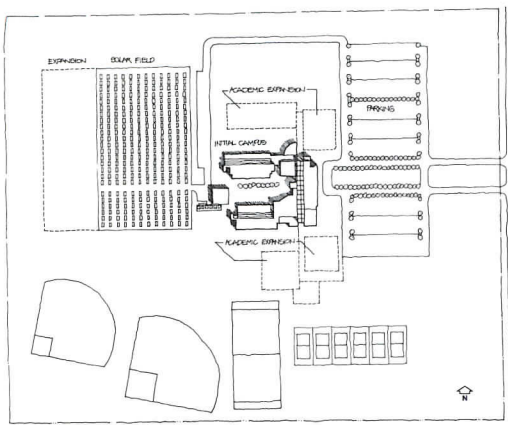 EXPANSION
SOLAR FIELD
ACADEMIC EXPANSION
PARKING
INITIAL CAMPUS
ACADEMIC EXPANSION
N